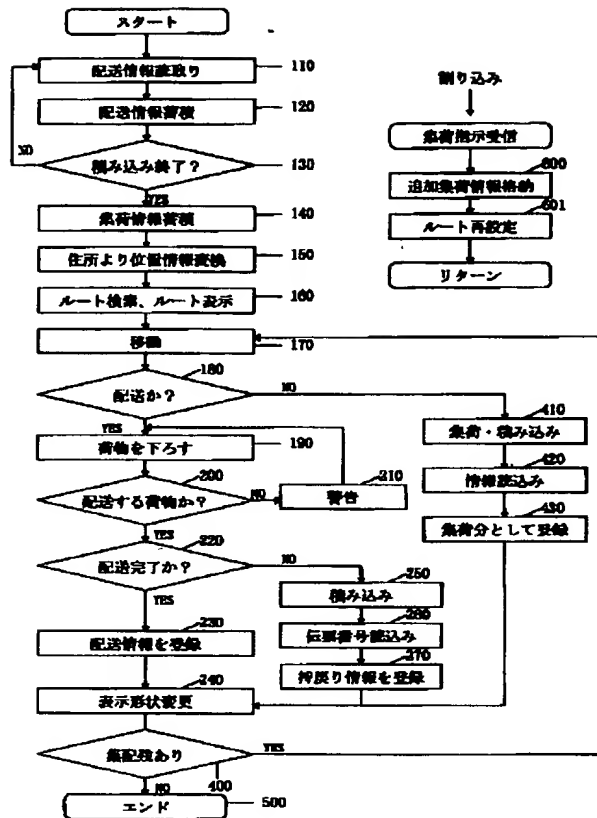 スタート
配送情報読取り
110
配送情報荷積
120
NO
積み込み終了?
130
YES
集荷情報荷積
140
住所より位置情報変換
150
ルート検索、ルート表示
160
移動
170
割り込み
集荷指示受信
600
追加集荷情報格納
601
ルート再設定
リターン
180
配送か?
NO
YES
荷物を下ろす
190
200
配送する荷物か?
NO
210
警告
YES
220
配送完了か?
NO
YES
230
配送情報を登録
240
表示形状変更
250
積み込み
260
伝票番号読込み
270
持戻り情報を登録
410
集荷・積み込み
420
情報読込み
430
集荷分として登録
集配残あり
YES
400
NO
エンド
500